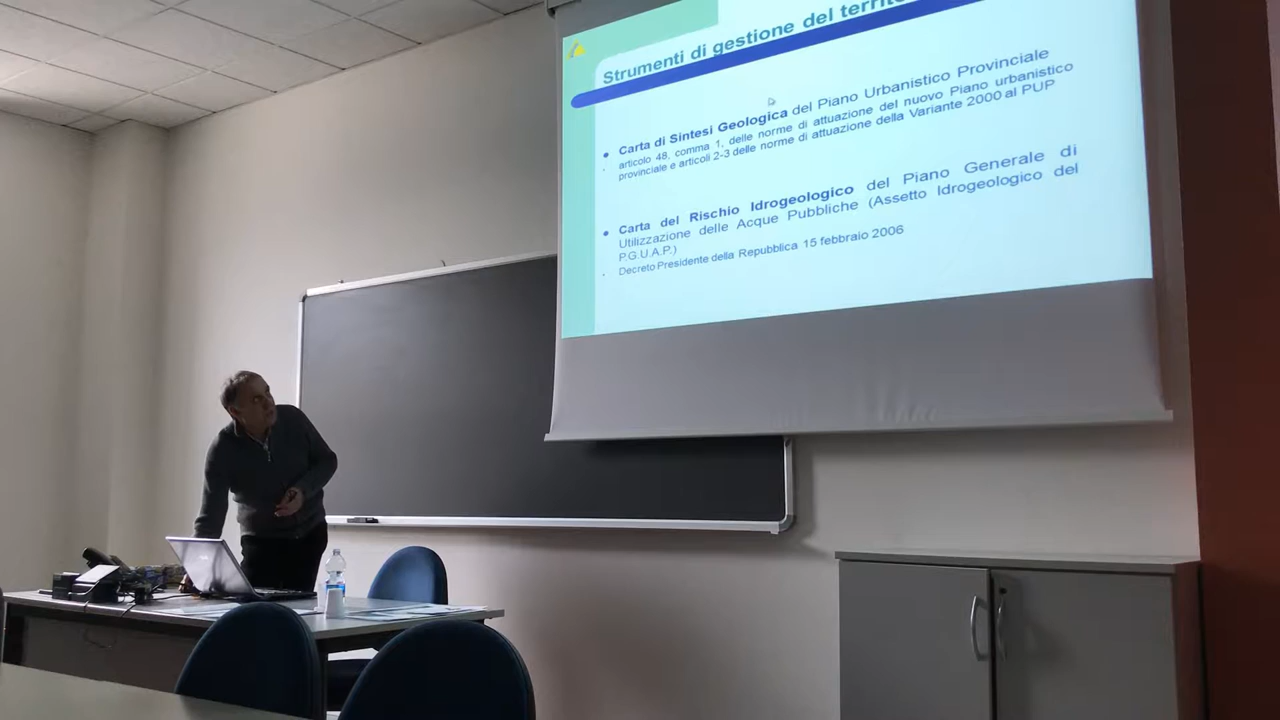 Strumenti di gestione del
Carta di Sintesi Geologica del Piano Urbanistico Provinciale
articolo 48, comma 1, delle norme di attuazione del nuovo Piano urbanistico
provinciale e articoli 2-3 delle norme di attuazione della Variante 2000 al PUP
Carta del Rischio Idrogeologico del Piano Generale di
Utilizzazione delle Acque Pubbliche (Assetto Idrogeologico del
P.G.U.A.P.)
Decreto Presidente della Repubblica 15 febbraio 2006